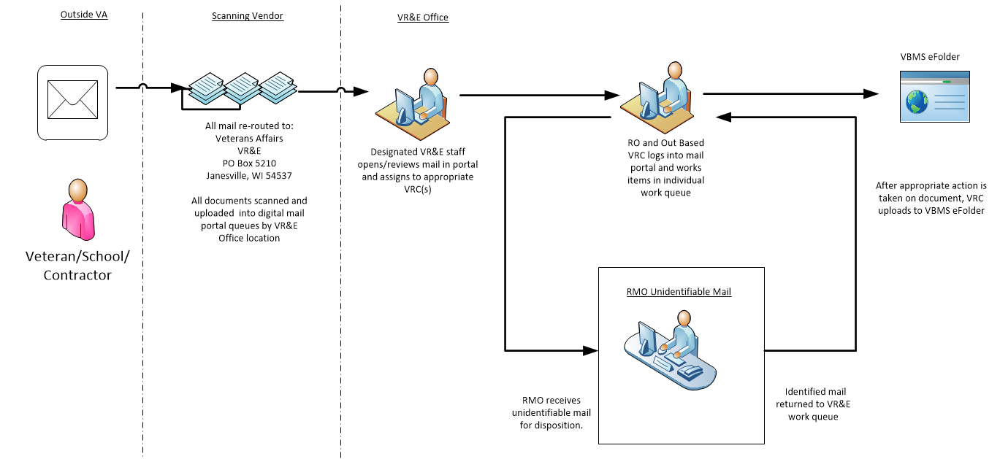 Outside VA
Scanning Vendor
VR&E Office
VBMS eFolder
All mail re-routed to:
Veterans Affairs
VR&E
PO Box 5210
Janesville, WI 54537
All documents scanned and
uploaded into digital mail
portal queues by VR&E
Office location
Veteran/School/
Contractor
Designated VR&E staff
opens/reviews mail in portal
and assigns to appropriate
VRC(s)
RO and Out Based
VRC logs into mail
portal and works
items in individual
work queue
After appropriate action is
taken on document, VRC
uploads to VBMS eFolder
RMO Unidentifiable Mail
RMO receives
unidentifiable mail
for disposition.
Identified mail
returned to VR&E
work queue